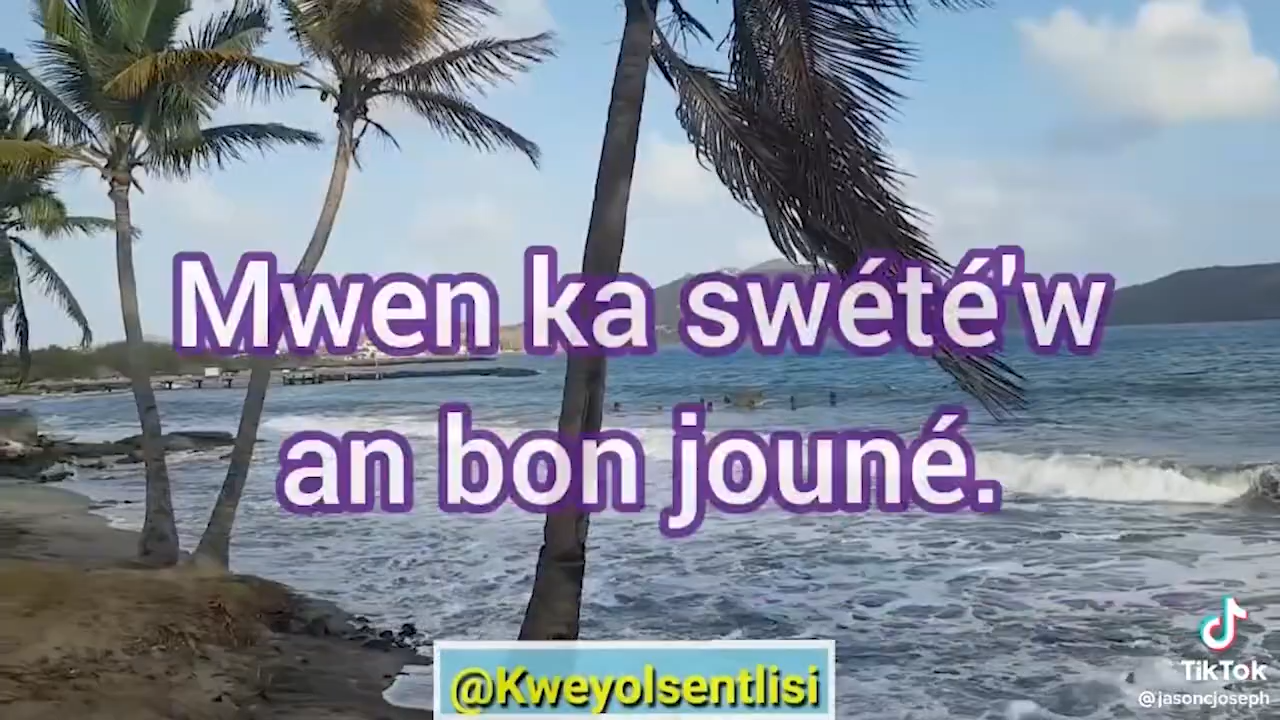 Mwen ka swété'w
an bon jouné.
@Kweyolsentlisi
TikTok
@jasoncjoseph